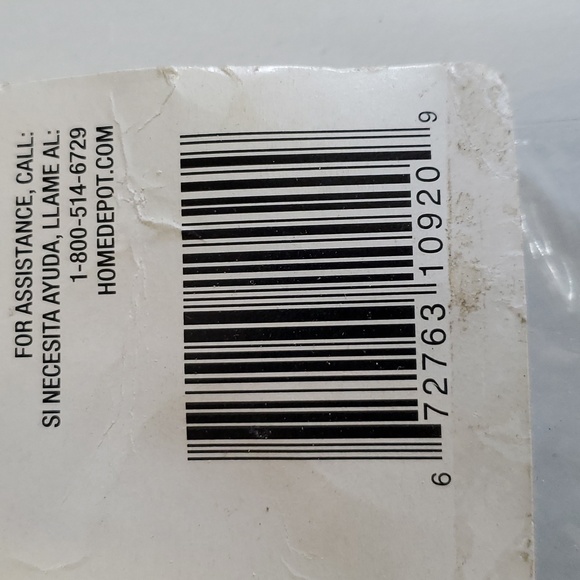 FOR ASSISTANCE, CALL:
SI NECESITA AYUDA, LLAME AL:
1-800-514-6729
HOMEDEPOT.COM
6 72763 10920 9